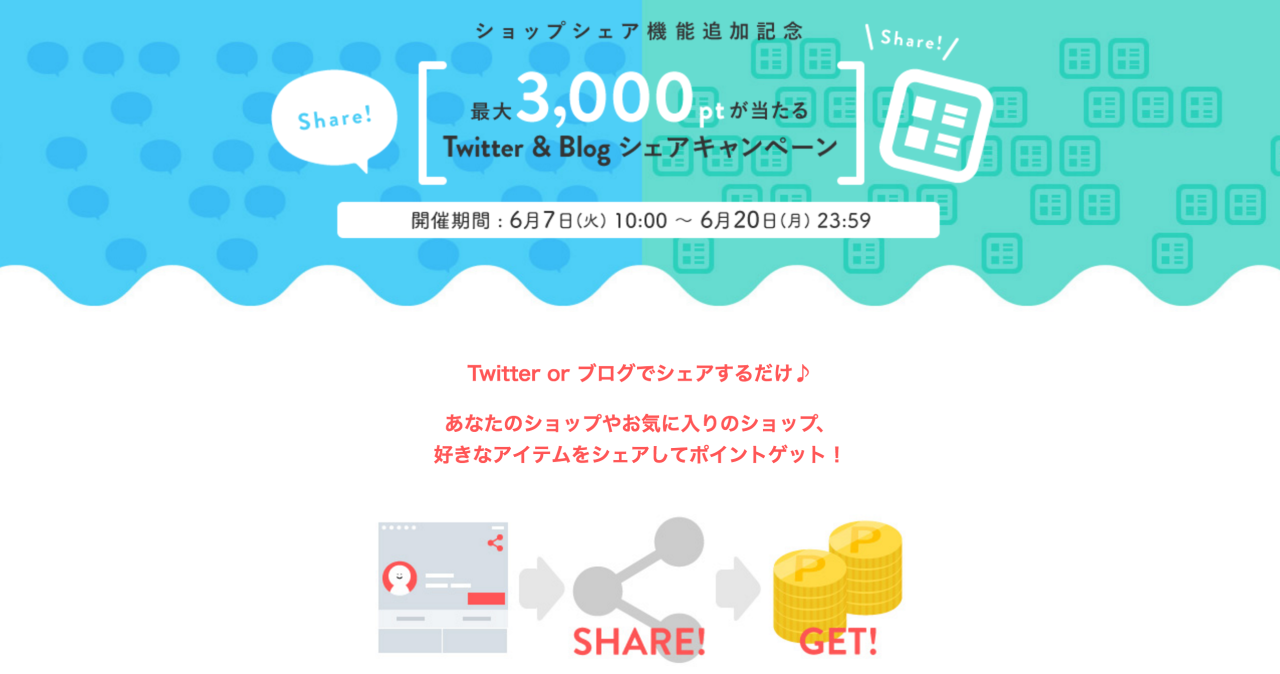 ショップシェア機能追加記念
Share!
Share!
最大3,000ptが当たる
Twitter & Blog シェアキャンペーン
開催期間：6月7日(火) 10:00 〜 6月20日(月) 23:59
Twitter or ブログでシェアするだけ♪
あなたのショップやお気に入りのショップ、
好きなアイテムをシェアしてポイントゲット！
P
P
SHARE!
GET!